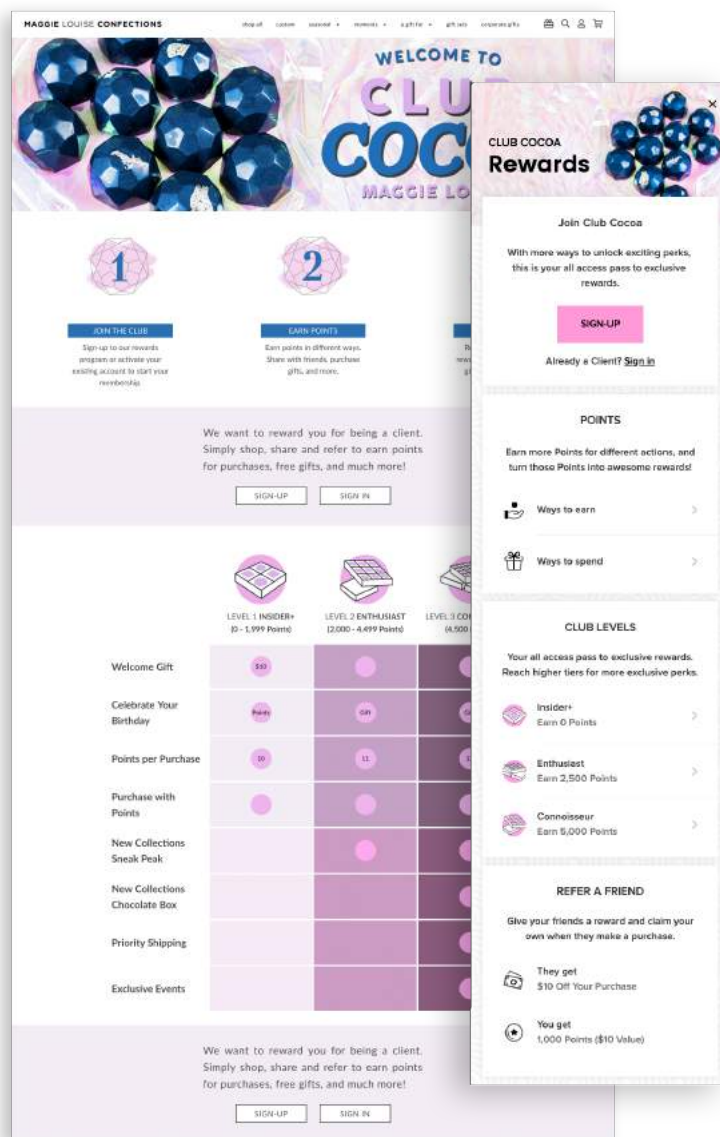 MAGGIE LOUISE CONFECTIONS
shop all custom seasonal moments a gift for gift sets corporate gifts
WELCOME TO
CLU
COCO
MAGGIE LO
1
2
JOIN THE CLUB
EARN POINTS
Sign-up to our rewards
program or activate your
existing account to start your
membership
Earn points in different ways.
Share with friends, purchase
gifts, and more.
We want to reward you for being a client.
Simply shop, share and refer to earn points
for purchases, free gifts, and much more!
SIGN-UP
SIGN IN
LEVEL 1 INSIDER+
(0 - 1,999 Points)
LEVEL 2 ENTHUSIAST
(2,000 - 4,499 Points)
LEVEL 3 CO
(4,500
Welcome Gift
$10
Celebrate Your
Birthday
Points
Gift
Points per Purchase
10
11
Purchase with
Points
New Collections
Sneak Peak
New Collections
Chocolate Box
Priority Shipping
Exclusive Events
We want to reward you for being a client.
Simply shop, share and refer to earn points
for purchases, free gifts, and much more!
SIGN-UP
SIGN IN
CLUB COCOA
Rewards
Join Club Cocoa
With more ways to unlock exciting perks,
this is your all access pass to exclusive
rewards.
SIGN-UP
Already a Client? Sign in
POINTS
Earn more Points for different actions, and
turn those Points into awesome rewards!
Ways to earn
Ways to spend
CLUB LEVELS
Your all access pass to exclusive rewards.
Reach higher tiers for more exclusive perks.
Insider+
Earn 0 Points
Enthusiast
Earn 2,500 Points
Connoisseur
Earn 5,000 Points
REFER A FRIEND
Give your friends a reward and claim your
own when they make a purchase.
They get
$10 Off Your Purchase
You get
1,000 Points ($10 Value)